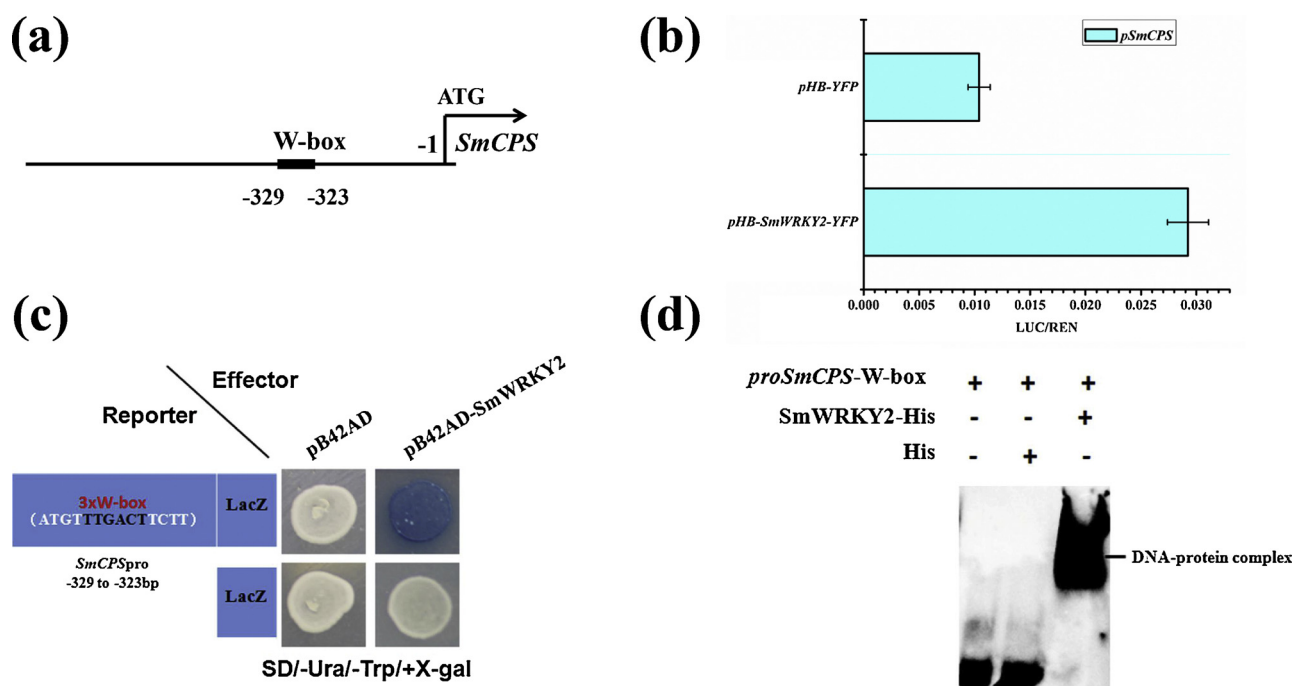 (a)
ATG
W-box
-1
SmCPS
-329
-323
(b)
pSmCPS
pHB-YFP
pHB-SmWRKY2-YFP
0.000
0.005
0.010
0.015
0.020
0.025
0.030
LUC/REN
(c)
Effector
Reporter
pB42AD
pB42AD-SmWRKY2
3xW-box
(ATGTTTGACTTCTT)
LacZ
SmCPSpro
-329 to -323bp
LacZ
SD/-Ura/-Trp/+X-gal
(d)
proSmCPS-W-box + + +
SmWRKY2-His - - +
His - + -
DNA-protein complex